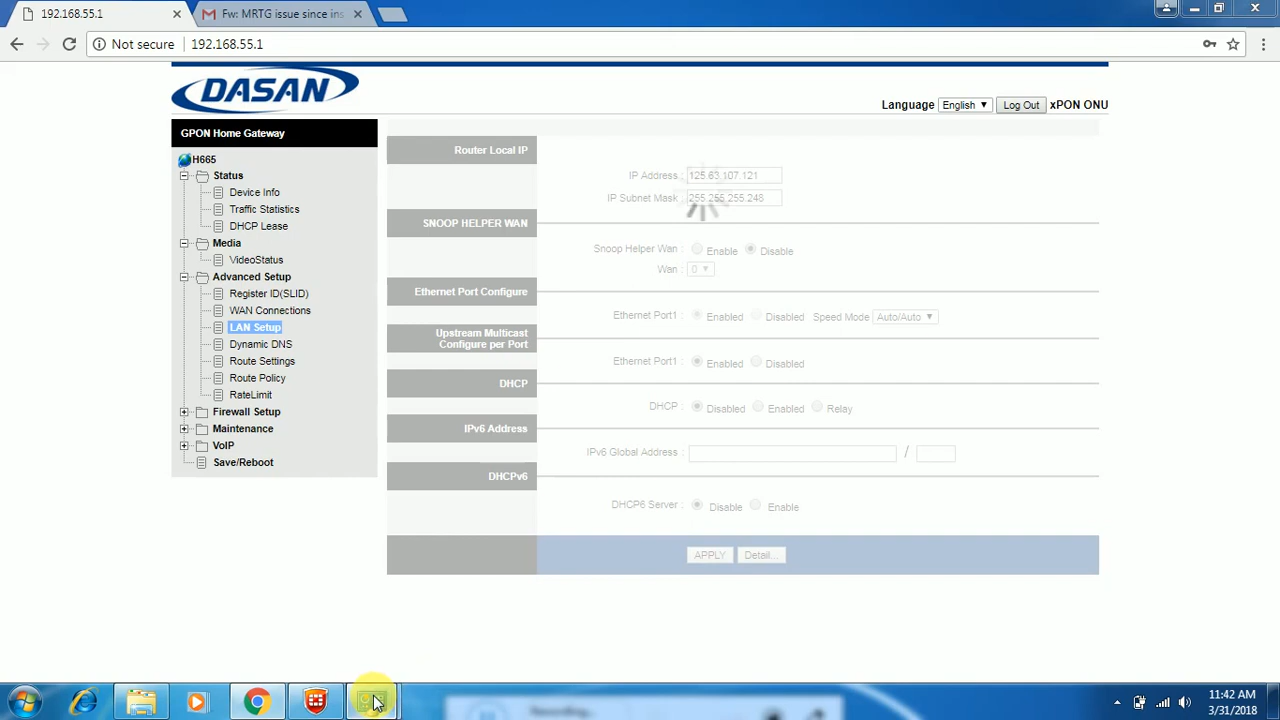 192.168.55.1
Fw: MRTG issue since ins
Not secure
192.168.55.1
DASAN
Language English Log Out xPON ONU
GPON Home Gateway
H665
Status
Device Info
Traffic Statistics
DHCP Lease
Media
VideoStatus
Advanced Setup
Register ID(SLID)
WAN Connections
LAN Setup
Dynamic DNS
Route Settings
Route Policy
RateLimit
Firewall Setup
Maintenance
VoIP
Save/Reboot
Router Local IP
IP Address : 125.63.107.121
IP Subnet Mask : 255.255.255.248
SNOOP HELPER WAN
Snoop Helper Wan : Enable Disable
Wan : 0
Ethernet Port Configure
Ethernet Port1 : Enabled Disabled Speed Mode Auto/Auto
Upstream Multicast
Configure per Port
Ethernet Port1 : Enabled Disabled
DHCP
DHCP : Disabled Enabled Relay
IPv6 Address
IPv6 Global Address : /
DHCPv6
DHCP6 Server : Disable Enable
APPLY Detail...
Recording...
11:42 AM
3/31/2018